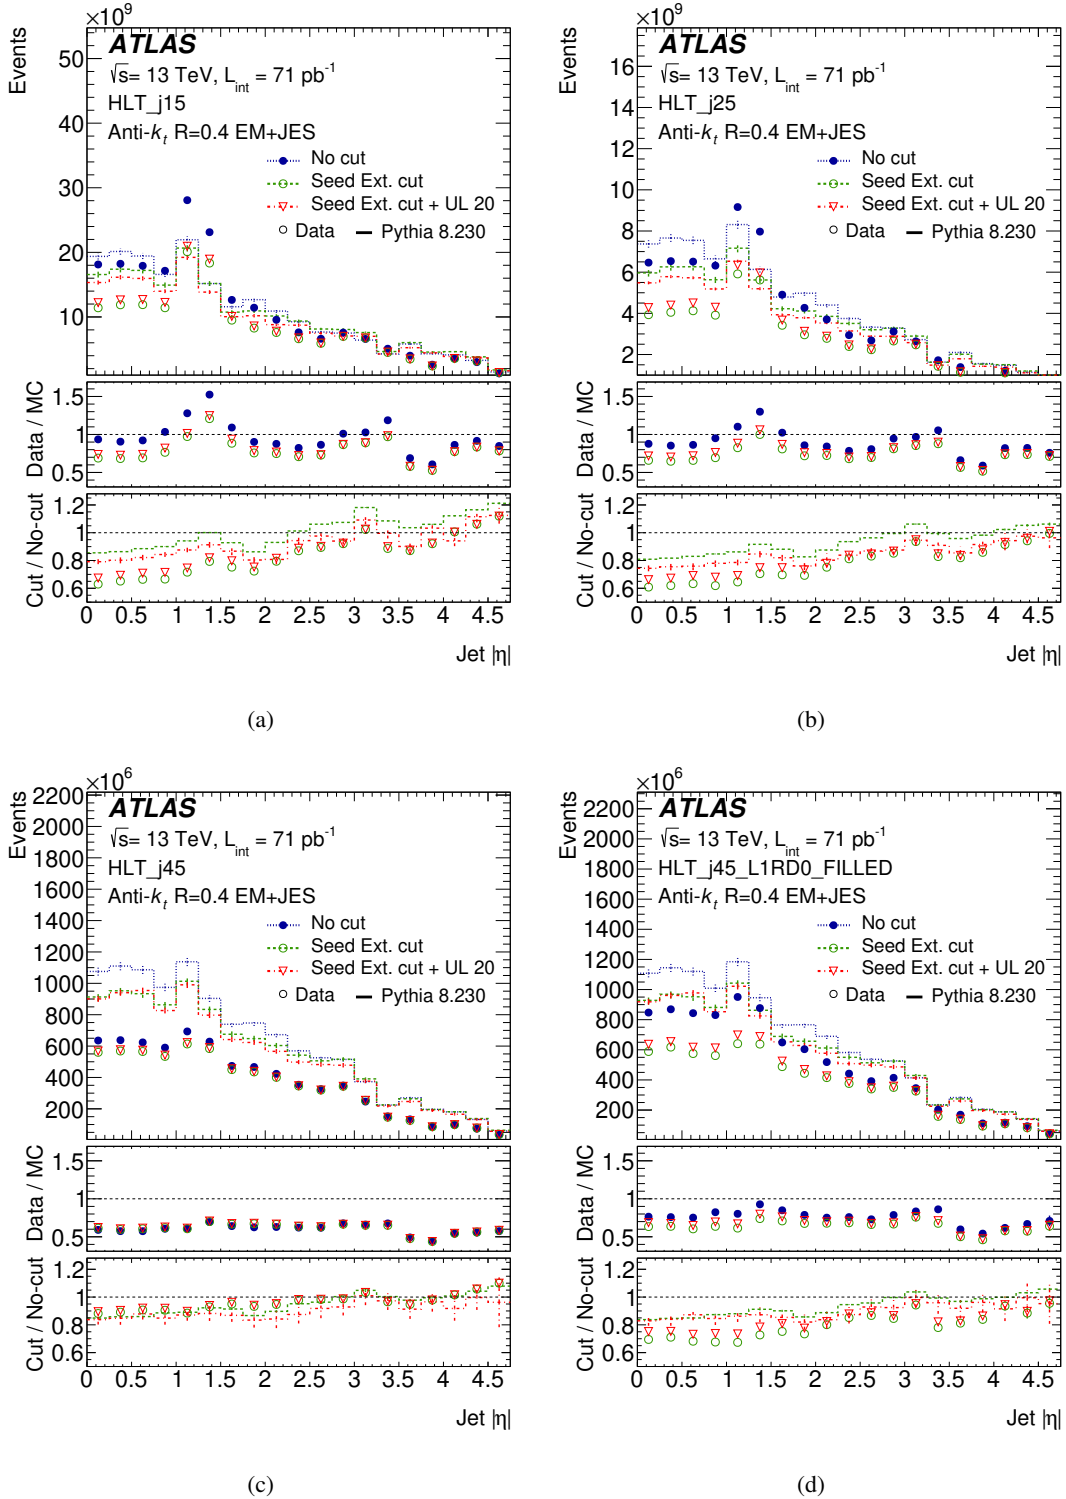 ×10⁹
Events
ATLAS
√s= 13 TeV, L_int = 71 pb⁻¹
HLT_j15
Anti-k_t R=0.4 EM+JES
No cut
Seed Ext. cut
Seed Ext. cut + UL 20
Data Pythia 8.230
50
40
30
20
10
Data / MC
1.5
1
0.5
Cut / No-cut
1.2
1
0.8
0.6
0 0.5 1 1.5 2 2.5 3 3.5 4 4.5
Jet |η|
(a)
×10⁹
Events
ATLAS
√s= 13 TeV, L_int = 71 pb⁻¹
HLT_j25
Anti-k_t R=0.4 EM+JES
No cut
Seed Ext. cut
Seed Ext. cut + UL 20
Data Pythia 8.230
16
14
12
10
8
6
4
2
Data / MC
1.5
1
0.5
Cut / No-cut
1.2
1
0.8
0.6
0 0.5 1 1.5 2 2.5 3 3.5 4 4.5
Jet |η|
(b)
×10⁶
Events
ATLAS
√s= 13 TeV, L_int = 71 pb⁻¹
HLT_j45
Anti-k_t R=0.4 EM+JES
No cut
Seed Ext. cut
Seed Ext. cut + UL 20
Data Pythia 8.230
2200
2000
1800
1600
1400
1200
1000
800
600
400
200
Data / MC
1.5
1
0.5
Cut / No-cut
1.2
1
0.8
0.6
0 0.5 1 1.5 2 2.5 3 3.5 4 4.5
Jet |η|
(c)
×10⁶
Events
ATLAS
√s= 13 TeV, L_int = 71 pb⁻¹
HLT_j45_L1RD0_FILLED
Anti-k_t R=0.4 EM+JES
No cut
Seed Ext. cut
Seed Ext. cut + UL 20
Data Pythia 8.230
2200
2000
1800
1600
1400
1200
1000
800
600
400
200
Data / MC
1.5
1
0.5
Cut / No-cut
1.2
1
0.8
0.6
0 0.5 1 1.5 2 2.5 3 3.5 4 4.5
Jet |η|
(d)